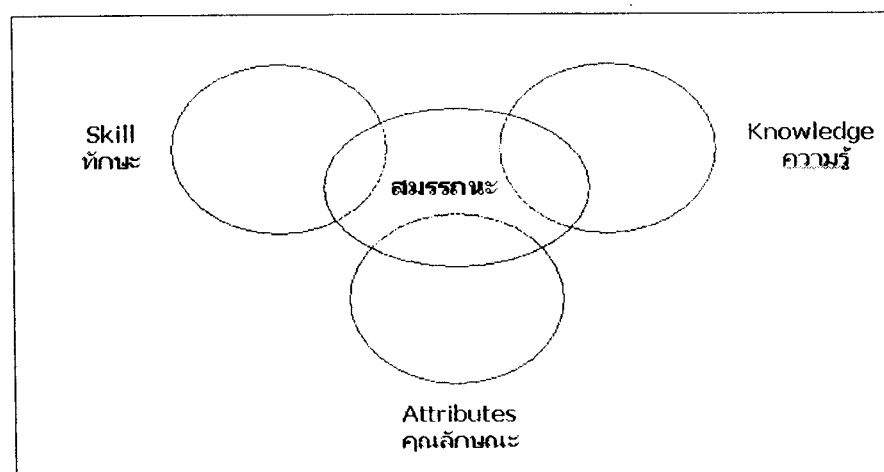 Skill
ทักษะ
สมรรถนะ
Knowledge
ความรู้
Attributes
คุณลักษณะ